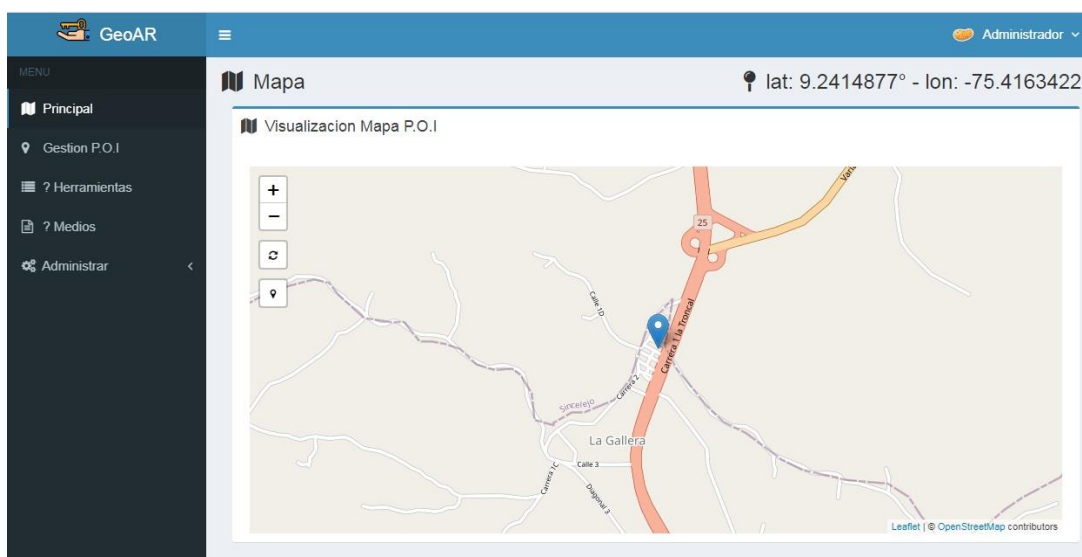 GeoAR
Administrador
MENU
Principal
Gestion P.O.I
? Herramientas
? Medios
Administrar
Mapa
lat: 9.2414877° - lon: -75.4163422
Visualizacion Mapa P.O.I
+
−
25
Calle 1D
Carrera 1 la Troncal
Carrera 2
Sincelejo
La Gallera
Calle 3
Carrera 1C
Diagonal 3
Leaflet | © OpenStreetMap contributors